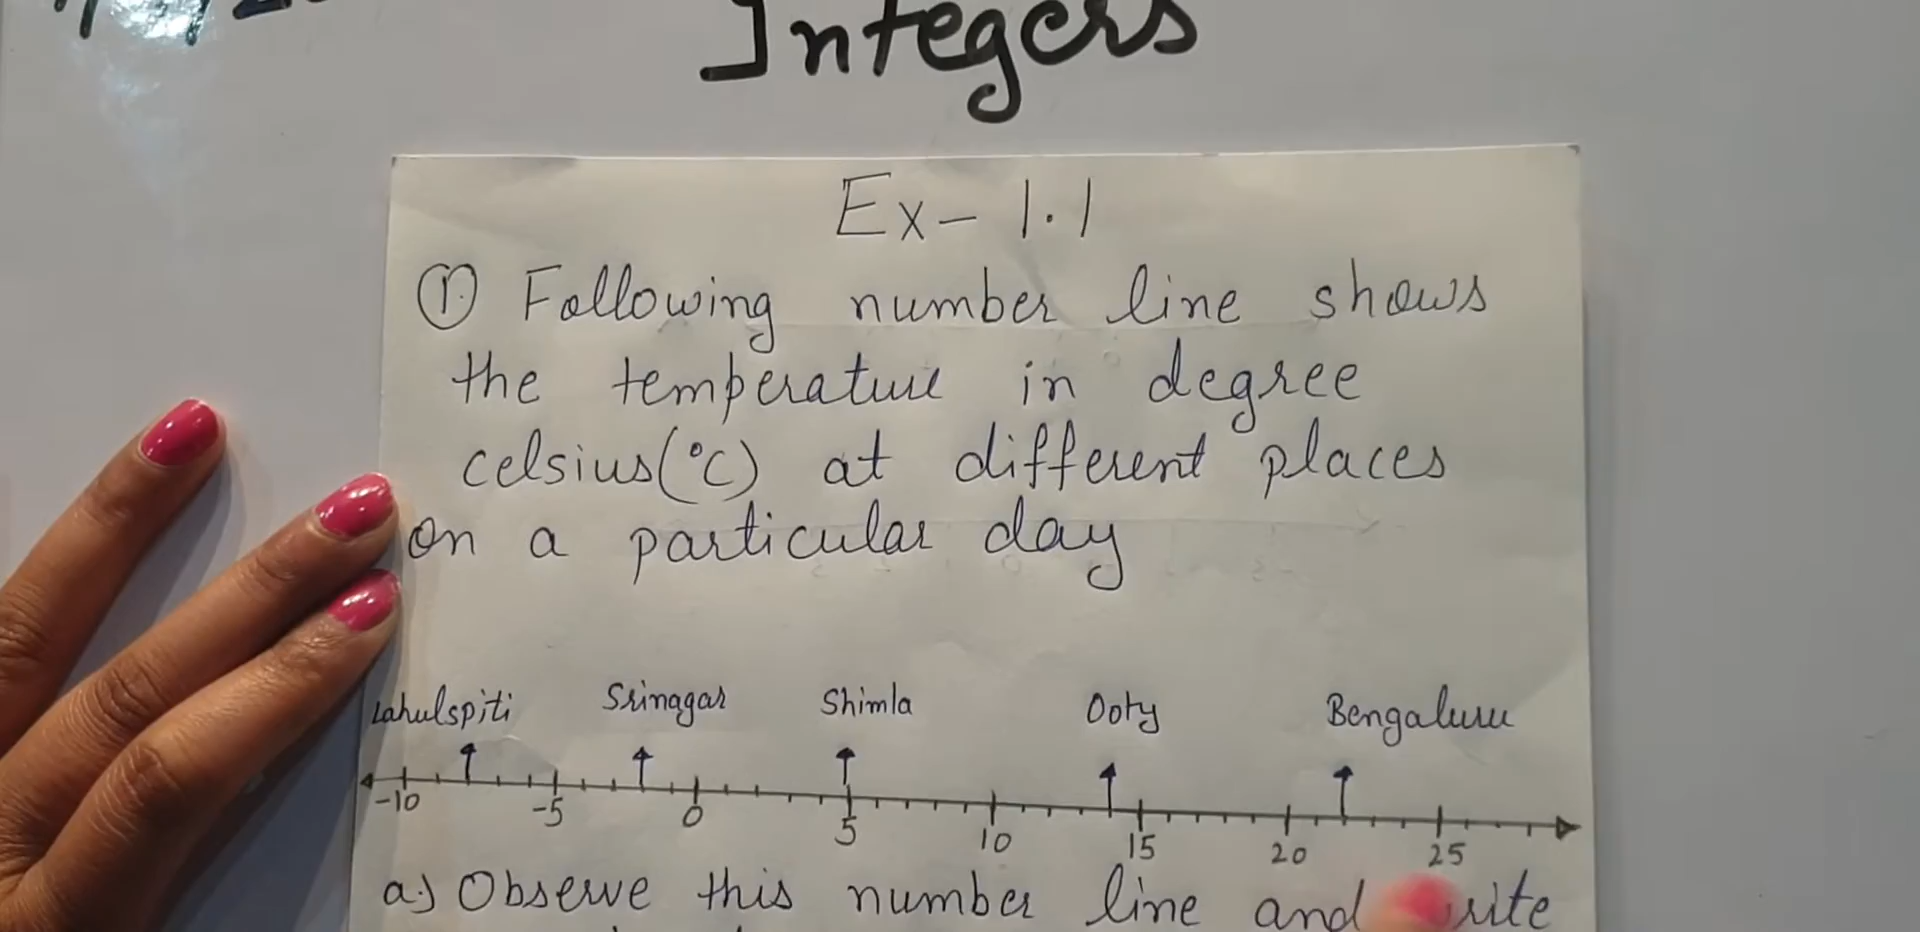 Integers
Ex- 1.1
① Following number line shows
the temperature in degree
celsius(°C) at different places
on a particular day
Lahulspiti Srinagar Shimla Ooty Bengaluru
-10 -5 0 5 10 15 20 25
a) Observe this number line and